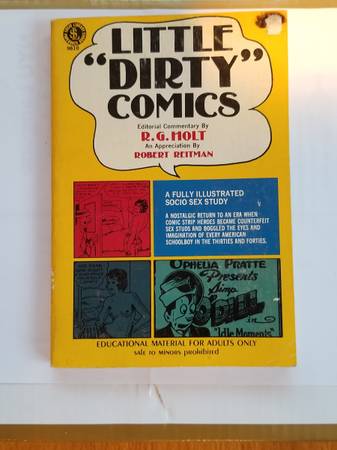 9619
LITTLE
"DIRTY"
COMICS
Editorial Commentary By
R.G. HOLT
An Appreciation By
ROBERT REITMAN
A FULLY ILLUSTRATED
SOCIO SEX STUDY
A NOSTALGIC RETURN TO AN ERA WHEN
COMIC STRIP HEROES BECAME COUNTERFEIT
SEX STUDS AND BOGGLED THE EYES AND
IMAGINATION OF EVERY AMERICAN
SCHOOLBOY IN THE THIRTIES AND FORTIES.
OPHELIA PRATTE
Presents
"Idle Moments"
EDUCATIONAL MATERIAL FOR ADULTS ONLY
SALE TO MINORS prohibited